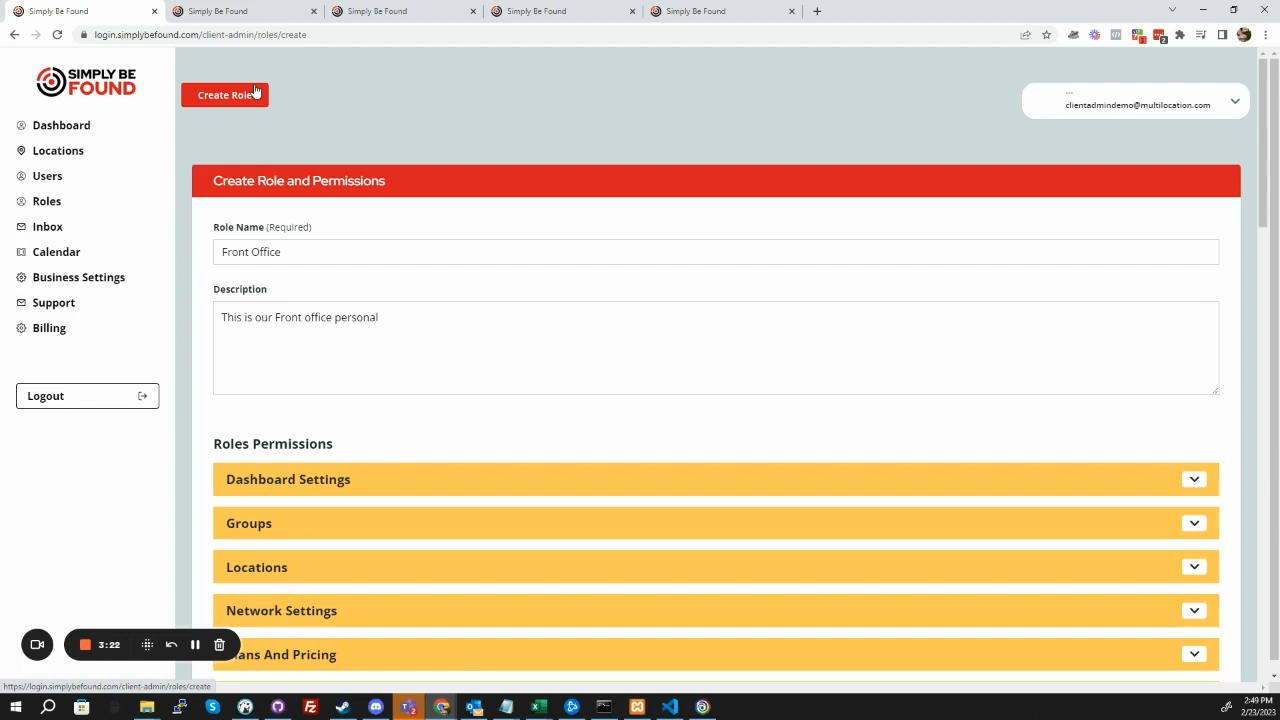 Simply Be Found
Simply Be Found
Simply Be Found
Simply Be Found
Simply Be Found
login.simplybefound.com/client-admin/roles/create
SIMPLY BE
FOUND
Create Role
...
clientadmindemo@multilocation.com
Dashboard
Locations
Users
Roles
Inbox
Calendar
Business Settings
Support
Billing
Logout
Create Role and Permissions
Role Name (Required)
Front Office
Description
This is our Front office personal
Roles Permissions
Dashboard Settings
Groups
Locations
Network Settings
ans And Pricing
3:22
https://login.simplybefound.com/client-admin/roles/create
2:49 PM
2/23/2023